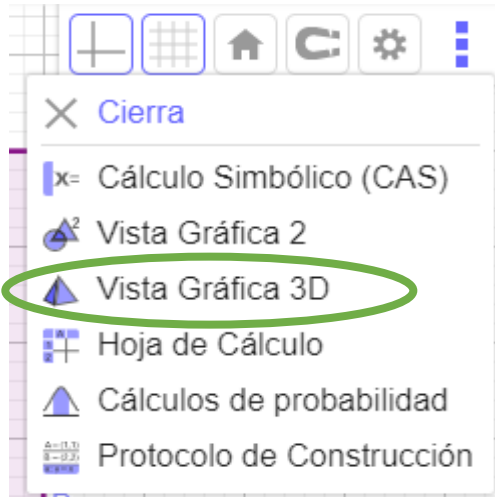 Cierra
x= Cálculo Simbólico (CAS)
2 Vista Gráfica 2
Vista Gráfica 3D
Hoja de Cálculo
Cálculos de probabilidad
Protocolo de Construcción